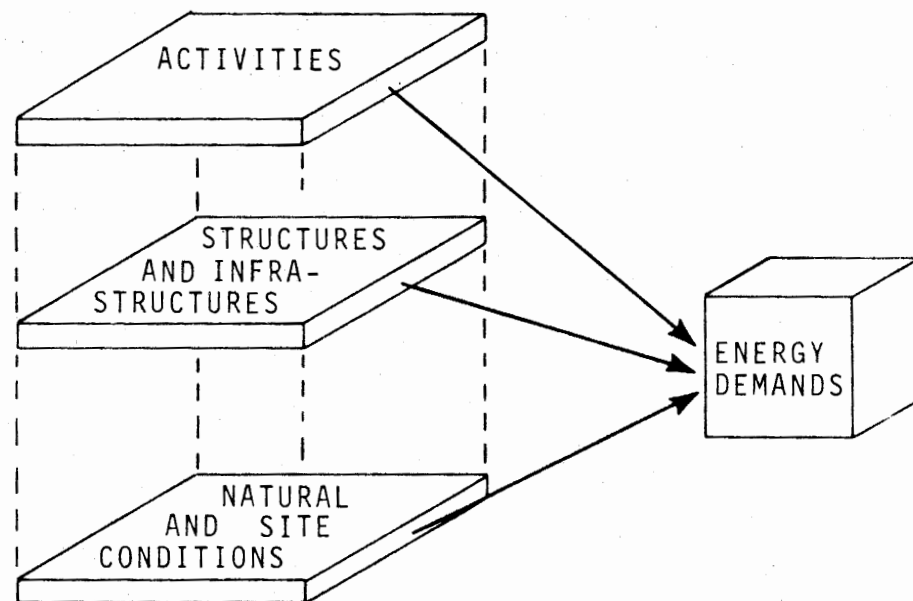 ACTIVITIES
STRUCTURES
AND INFRA-
STRUCTURES
NATURAL
AND SITE
CONDITIONS
ENERGY
DEMANDS